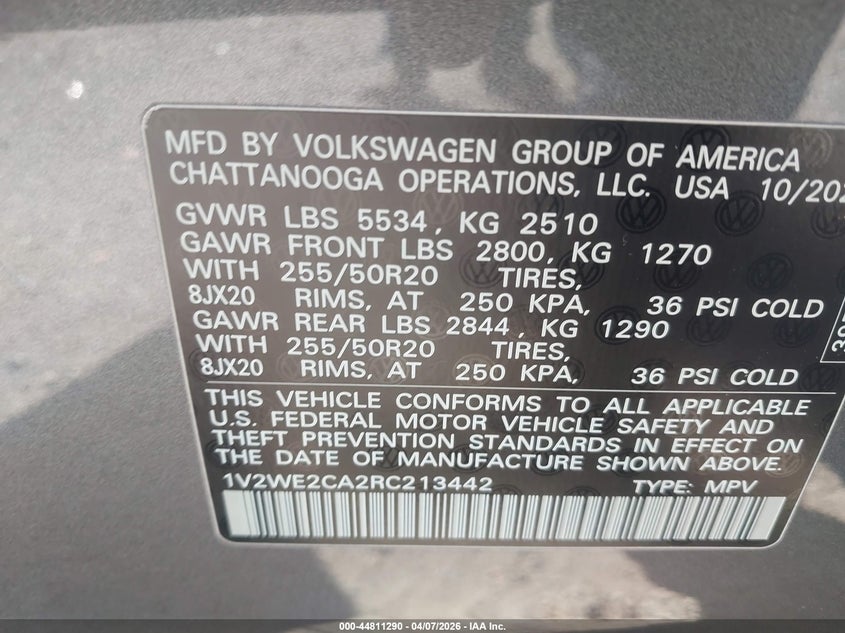 MFD BY VOLKSWAGEN GROUP OF AMERICA
CHATTANOOGA OPERATIONS, LLC. USA 10/202
GVWR LBS 5534, KG 2510
GAWR FRONT LBS 2800, KG 1270
WITH 255/50R20 TIRES,
8JX20 RIMS, AT 250 KPA, 36 PSI COLD
GAWR REAR LBS 2844, KG 1290
WITH 255/50R20 TIRES,
8JX20 RIMS, AT 250 KPA, 36 PSI COLD
THIS VEHICLE CONFORMS TO ALL APPLICABLE
U.S. FEDERAL MOTOR VEHICLE SAFETY AND
THEFT PREVENTION STANDARDS IN EFFECT ON
THE DATE OF MANUFACTURE SHOWN ABOVE.
1V2WE2CA2RC213442 TYPE: MPV
000-44811290 - 04/07/2026 - IAA Inc.